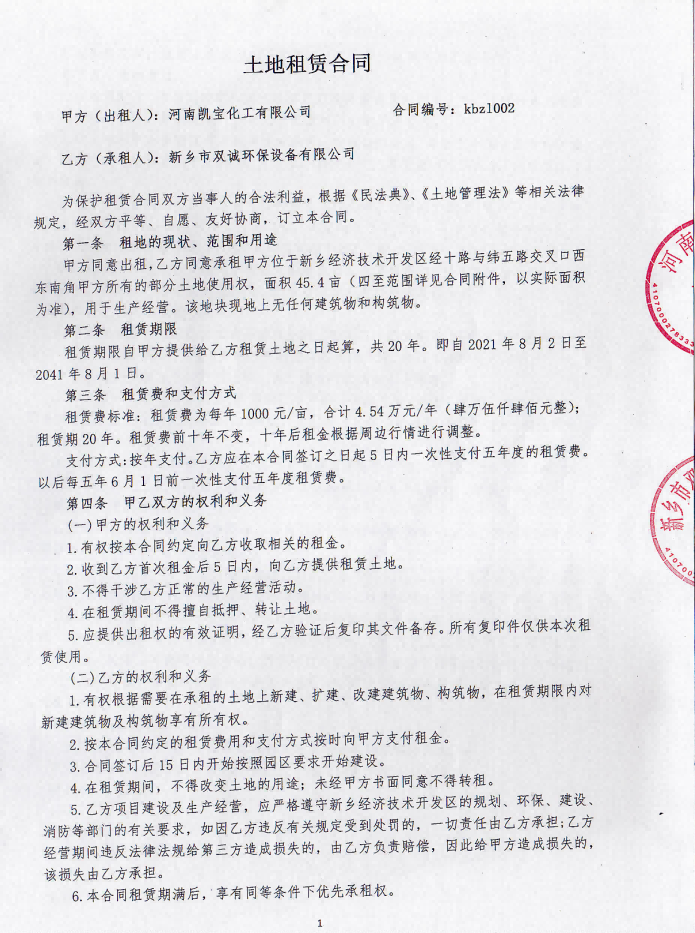 土地租赁合同
甲方（出租人）：河南凯宝化工有限公司 合同编号：kbzl002
乙方（承租人）：新乡市双诚环保设备有限公司
为保护租赁合同双方当事人的合法利益，根据《民法典》、《土地管理法》等相关法律
规定，经双方平等、自愿、友好协商，订立本合同。
第一条 租地的现状、范围和用途
甲方同意出租，乙方同意承租甲方位于新乡经济技术开发区经十路与纬五路交叉口西
东南角甲方所有的部分土地使用权，面积 45.4 亩（四至范围详见合同附件，以实际面积
为准），用于生产经营。该地块现地上无任何建筑物和构筑物。
第二条 租赁期限
租赁期限自甲方提供给乙方租赁土地之日起算，共 20 年。即自 2021 年 8 月 2 日至
2041 年 8 月 1 日。
第三条 租赁费和支付方式
租赁费标准：租赁费为每年 1000 元/亩，合计 4.54 万元/年（肆万伍仟肆佰元整）；
租赁期 20 年。租赁费前十年不变，十年后租金根据周边行情进行调整。
支付方式：按年支付。乙方应在本合同签订之日起 5 日内一次性支付五年度的租赁费。
以后每五年 6 月 1 日前一次性支付五年度租赁费。
第四条 甲乙双方的权利和义务
(一)甲方的权利和义务
1.有权按本合同约定向乙方收取相关的租金。
2.收到乙方首次租金后 5 日内，向乙方提供租赁土地。
3.不得干涉乙方正常的生产经营活动。
4.在租赁期间不得擅自抵押、转让土地。
5.应提供出租权的有效证明，经乙方验证后复印其文件备存。所有复印件仅供本次租
赁使用。
(二)乙方的权利和义务
1.有权根据需要在承租的土地上新建、扩建、改建建筑物、构筑物，在租赁期限内对
新建建筑物及构筑物享有所有权。
2.按本合同约定的租赁费用和支付方式按时向甲方支付租金。
3.合同签订后 15 日内开始按照园区要求开始建设。
4.在租赁期间，不得改变土地的用途；未经甲方书面同意不得转租。
5.乙方项目建设及生产经营，应严格遵守新乡经济技术开发区的规划、环保、建设、
消防等部门的有关要求，如因乙方违反有关规定受到处罚的，一切责任由乙方承担；乙方
经营期间违反法律法规给第三方造成损失的，由乙方负责赔偿，因此给甲方造成损失的，
该损失由乙方承担。
6.本合同租赁期满后，享有同等条件下优先承租权。
1
河南
新乡市